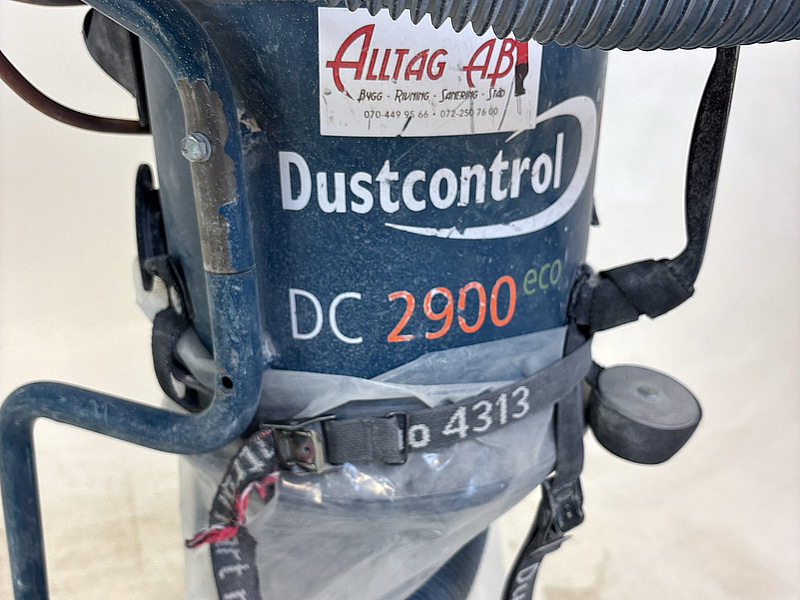 ALLTAG AB
BYGG - RIVNING - SANERING - STÄD
070-449 95 66 • 072-250 76 00
Dustcontrol
DC 2900 eco
no 4313